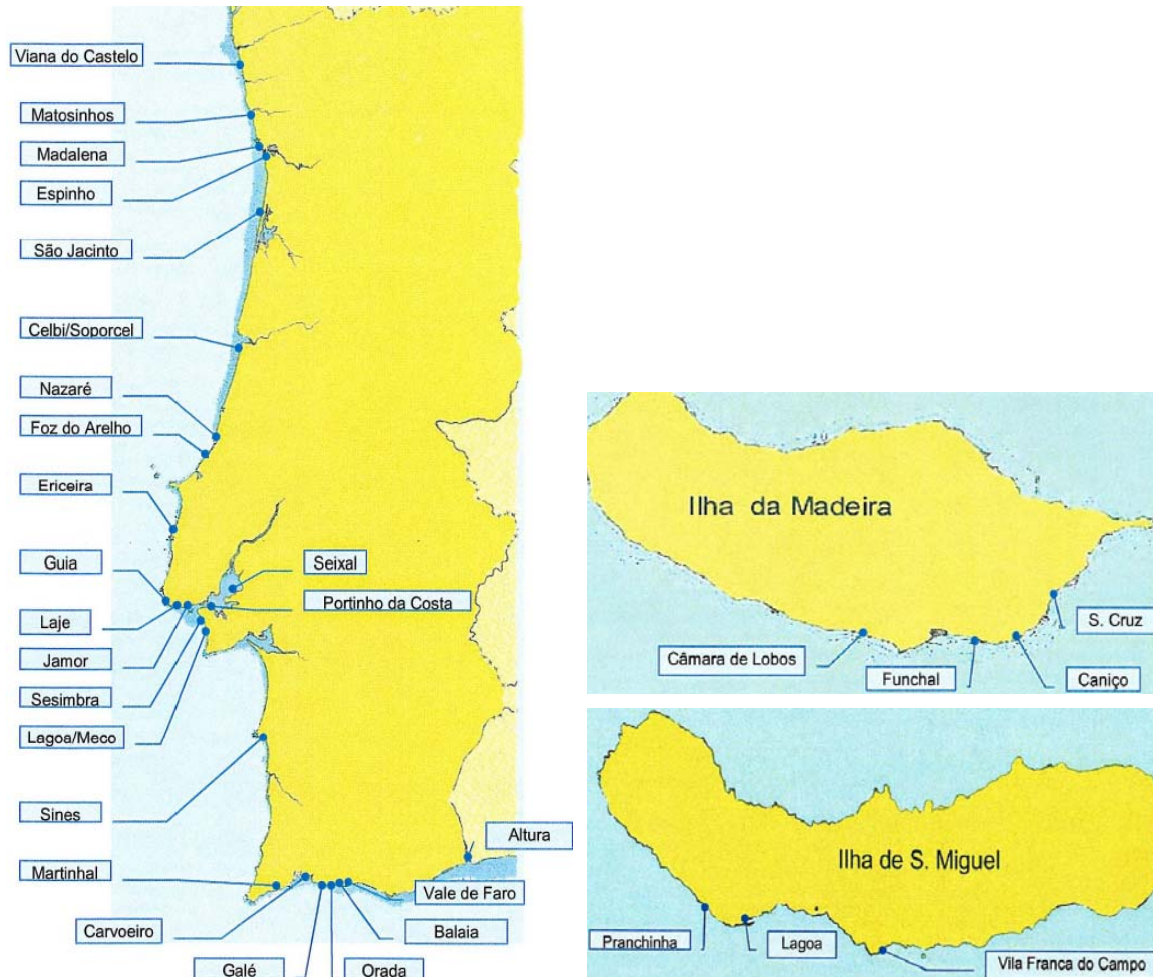 Viana do Castelo
Matosinhos
Madalena
Espinho
São Jacinto
Celbi/Soporcel
Nazaré
Foz do Arelho
Ericeira
Guia
Seixal
Portinho da Costa
Laje
Jamor
Sesimbra
Lagoa/Meco
Sines
Altura
Martinhal
Vale de Faro
Carvoeiro
Balaia
Galé
Orada
Ilha da Madeira
S. Cruz
Câmara de Lobos
Funchal
Caniço
Ilha de S. Miguel
Pranchinha
Lagoa
Vila Franca do Campo